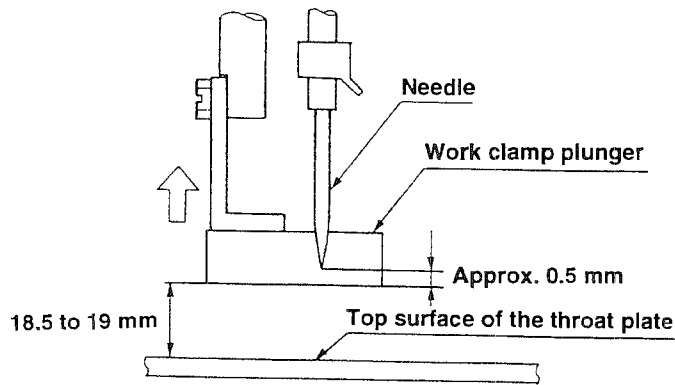 Needle
Work clamp plunger
Approx. 0.5 mm
18.5 to 19 mm
Top surface of the throat plate